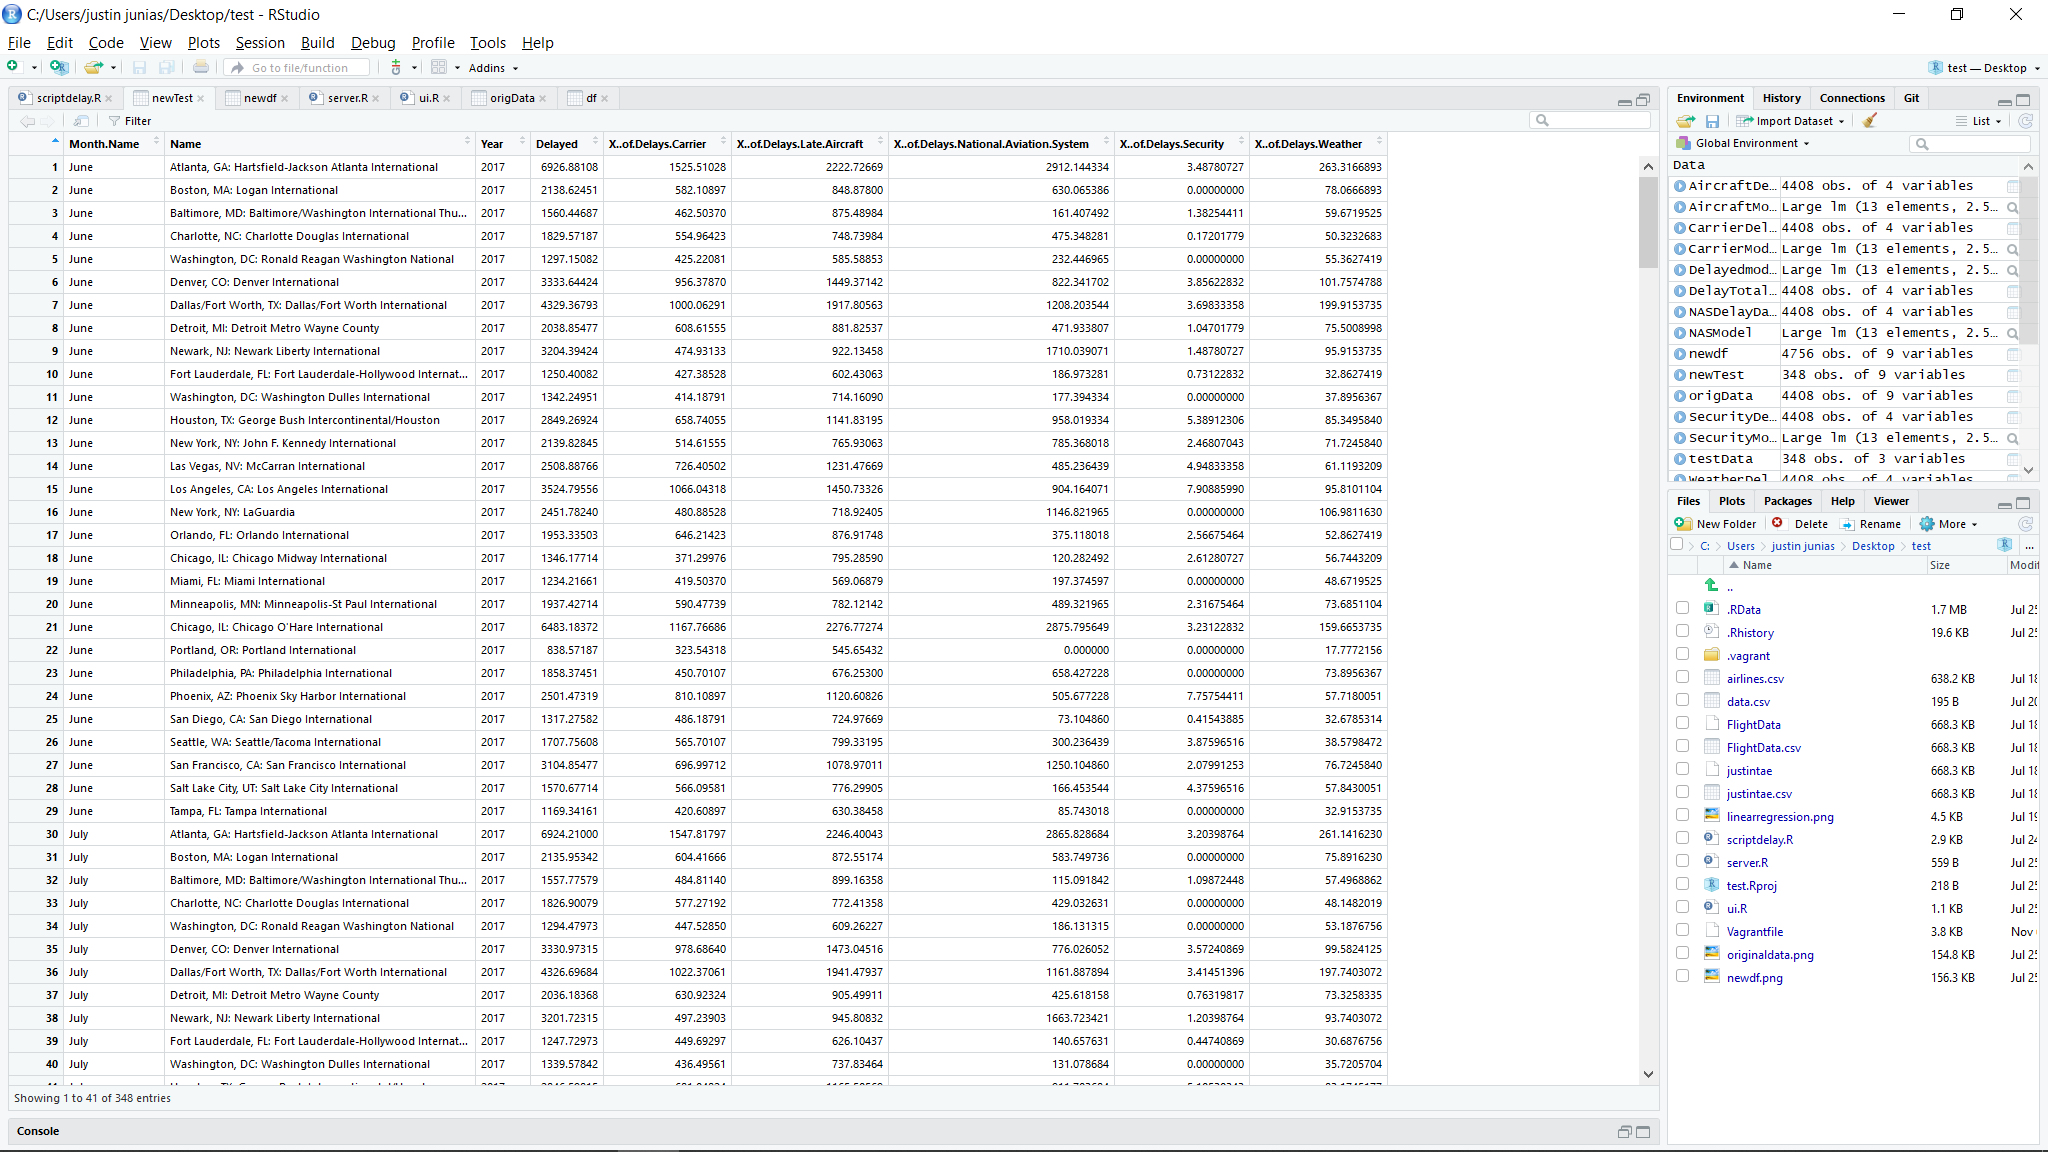 C:/Users/justin junias/Desktop/test - RStudio
File Edit Code View Plots Session Build Debug Profile Tools Help
Go to file/function Addins test — Desktop
scriptdelay.R newTest newdf server.R ui.R origData df
Filter
Month.Name Name Year Delayed X..of.Delays.Carrier X..of.Delays.Late.Aircraft X..of.Delays.National.Aviation.System X..of.Delays.Security X..of.Delays.Weather
1 June Atlanta, GA: Hartsfield-Jackson Atlanta International 2017 6926.88108 1525.51028 2222.72669 2912.144334 3.48780727 263.3166893
2 June Boston, MA: Logan International 2017 2138.62451 582.10897 848.87800 630.065386 0.00000000 78.0666893
3 June Baltimore, MD: Baltimore/Washington International Thu... 2017 1560.44687 462.50370 875.48984 161.407492 1.38254411 59.6719525
4 June Charlotte, NC: Charlotte Douglas International 2017 1829.57187 554.96423 748.73984 475.348281 0.17201779 50.3232683
5 June Washington, DC: Ronald Reagan Washington National 2017 1297.15082 425.22081 585.58853 232.446965 0.00000000 55.3627419
6 June Denver, CO: Denver International 2017 3333.64424 956.37870 1449.37142 822.341702 3.85622832 101.7574788
7 June Dallas/Fort Worth, TX: Dallas/Fort Worth International 2017 4329.36793 1000.06291 1917.80563 1208.203544 3.69833358 199.9153735
8 June Detroit, MI: Detroit Metro Wayne County 2017 2038.85477 608.61555 881.82537 471.933807 1.04701779 75.5008998
9 June Newark, NJ: Newark Liberty International 2017 3204.39424 474.93133 922.13458 1710.039071 1.48780727 95.9153735
10 June Fort Lauderdale, FL: Fort Lauderdale-Hollywood Internat... 2017 1250.40082 427.38528 602.43063 186.973281 0.73122832 32.8627419
11 June Washington, DC: Washington Dulles International 2017 1342.24951 414.18791 714.16090 177.394334 0.00000000 37.8956367
12 June Houston, TX: George Bush Intercontinental/Houston 2017 2849.26924 658.74055 1141.83195 958.019334 5.38912306 85.3495840
13 June New York, NY: John F. Kennedy International 2017 2139.82845 514.61555 765.93063 785.368018 2.46807043 71.7245840
14 June Las Vegas, NV: McCarran International 2017 2508.88766 726.40502 1231.47669 485.236439 4.94833358 61.1193209
15 June Los Angeles, CA: Los Angeles International 2017 3524.79556 1066.04318 1450.73326 904.164071 7.90885990 95.8101104
16 June New York, NY: LaGuardia 2017 2451.78240 480.88528 718.92405 1146.821965 0.00000000 106.9811630
17 June Orlando, FL: Orlando International 2017 1953.33503 646.21423 876.91748 375.118018 2.56675464 52.8627419
18 June Chicago, IL: Chicago Midway International 2017 1346.17714 371.29976 795.28590 120.282492 2.61280727 56.7443209
19 June Miami, FL: Miami International 2017 1234.21661 419.50370 569.06879 197.374597 0.00000000 48.6719525
20 June Minneapolis, MN: Minneapolis-St Paul International 2017 1937.42714 590.47739 782.12142 489.321965 2.31675464 73.6851104
21 June Chicago, IL: Chicago O'Hare International 2017 6483.18372 1167.76686 2276.77274 2875.795649 3.23122832 159.6653735
22 June Portland, OR: Portland International 2017 838.57187 323.54318 545.65432 0.000000 0.00000000 17.7772156
23 June Philadelphia, PA: Philadelphia International 2017 1858.37451 450.70107 676.25300 658.427228 0.00000000 73.8956367
24 June Phoenix, AZ: Phoenix Sky Harbor International 2017 2501.47319 810.10897 1120.60826 505.677228 7.75754411 57.7180051
25 June San Diego, CA: San Diego International 2017 1317.27582 486.18791 724.97669 73.104860 0.41543885 32.6785314
26 June Seattle, WA: Seattle/Tacoma International 2017 1707.75608 565.70107 799.33195 300.236439 3.87596516 38.5798472
27 June San Francisco, CA: San Francisco International 2017 3104.85477 696.99712 1078.97011 1250.104860 2.07991253 76.7245840
28 June Salt Lake City, UT: Salt Lake City International 2017 1570.67714 566.09581 776.29905 166.453544 4.37596516 57.8430051
29 June Tampa, FL: Tampa International 2017 1169.34161 420.60897 630.38458 85.743018 0.00000000 32.9153735
30 July Atlanta, GA: Hartsfield-Jackson Atlanta International 2017 6924.21000 1547.81797 2246.40043 2865.828684 3.20398764 261.1416230
31 July Boston, MA: Logan International 2017 2135.95342 604.41666 872.55174 583.749736 0.00000000 75.8916230
32 July Baltimore, MD: Baltimore/Washington International Thu... 2017 1557.77579 484.81140 899.16358 115.091842 1.09872448 57.4968862
33 July Charlotte, NC: Charlotte Douglas International 2017 1826.90079 577.27192 772.41358 429.032631 0.00000000 48.1482019
34 July Washington, DC: Ronald Reagan Washington National 2017 1294.47973 447.52850 609.26227 186.131315 0.00000000 53.1876756
35 July Denver, CO: Denver International 2017 3330.97315 978.68640 1473.04516 776.026052 3.57240869 99.5824125
36 July Dallas/Fort Worth, TX: Dallas/Fort Worth International 2017 4326.69684 1022.37061 1941.47937 1161.887894 3.41451396 197.7403072
37 July Detroit, MI: Detroit Metro Wayne County 2017 2036.18368 630.92324 905.49911 425.618158 0.76319817 73.3258335
38 July Newark, NJ: Newark Liberty International 2017 3201.72315 497.23903 945.80832 1663.723421 1.20398764 93.7403072
39 July Fort Lauderdale, FL: Fort Lauderdale-Hollywood Internat... 2017 1247.72973 449.69297 626.10437 140.657631 0.44740869 30.6876756
40 July Washington, DC: Washington Dulles International 2017 1339.57842 436.49561 737.83464 131.078684 0.00000000 35.7205704
Showing 1 to 41 of 348 entries
Console
Environment History Connections Git
Import Dataset List
Global Environment
Data
AircraftDe... 4408 obs. of 4 variables
AircraftMo... Large lm (13 elements, 2.5...
CarrierDel... 4408 obs. of 4 variables
CarrierMod... Large lm (13 elements, 2.5...
Delayedmod... Large lm (13 elements, 2.5...
DelayTotal... 4408 obs. of 4 variables
NASDelayDa... 4408 obs. of 4 variables
NASModel Large lm (13 elements, 2.5...
newdf 4756 obs. of 9 variables
newTest 348 obs. of 9 variables
origData 4408 obs. of 9 variables
SecurityDe... 4408 obs. of 4 variables
SecurityMo... Large lm (13 elements, 2.5...
testData 348 obs. of 3 variables
WeatherDel... 4408 obs. of 4 variables
Files Plots Packages Help Viewer
New Folder Delete Rename More
C: Users justin junias Desktop test ...
Name Size Modif
..
.RData 1.7 MB Jul 25
.Rhistory 19.6 KB Jul 25
.vagrant
airlines.csv 638.2 KB Jul 18
data.csv 195 B Jul 20
FlightData 668.3 KB Jul 18
FlightData.csv 668.3 KB Jul 18
justintae 668.3 KB Jul 18
justintae.csv 668.3 KB Jul 18
linearregression.png 4.5 KB Jul 19
scriptdelay.R 2.9 KB Jul 24
server.R 559 B Jul 25
test.Rproj 218 B Jul 25
ui.R 1.1 KB Jul 25
Vagrantfile 3.8 KB Nov
originaldata.png 154.8 KB Jul 25
newdf.png 156.3 KB Jul 25